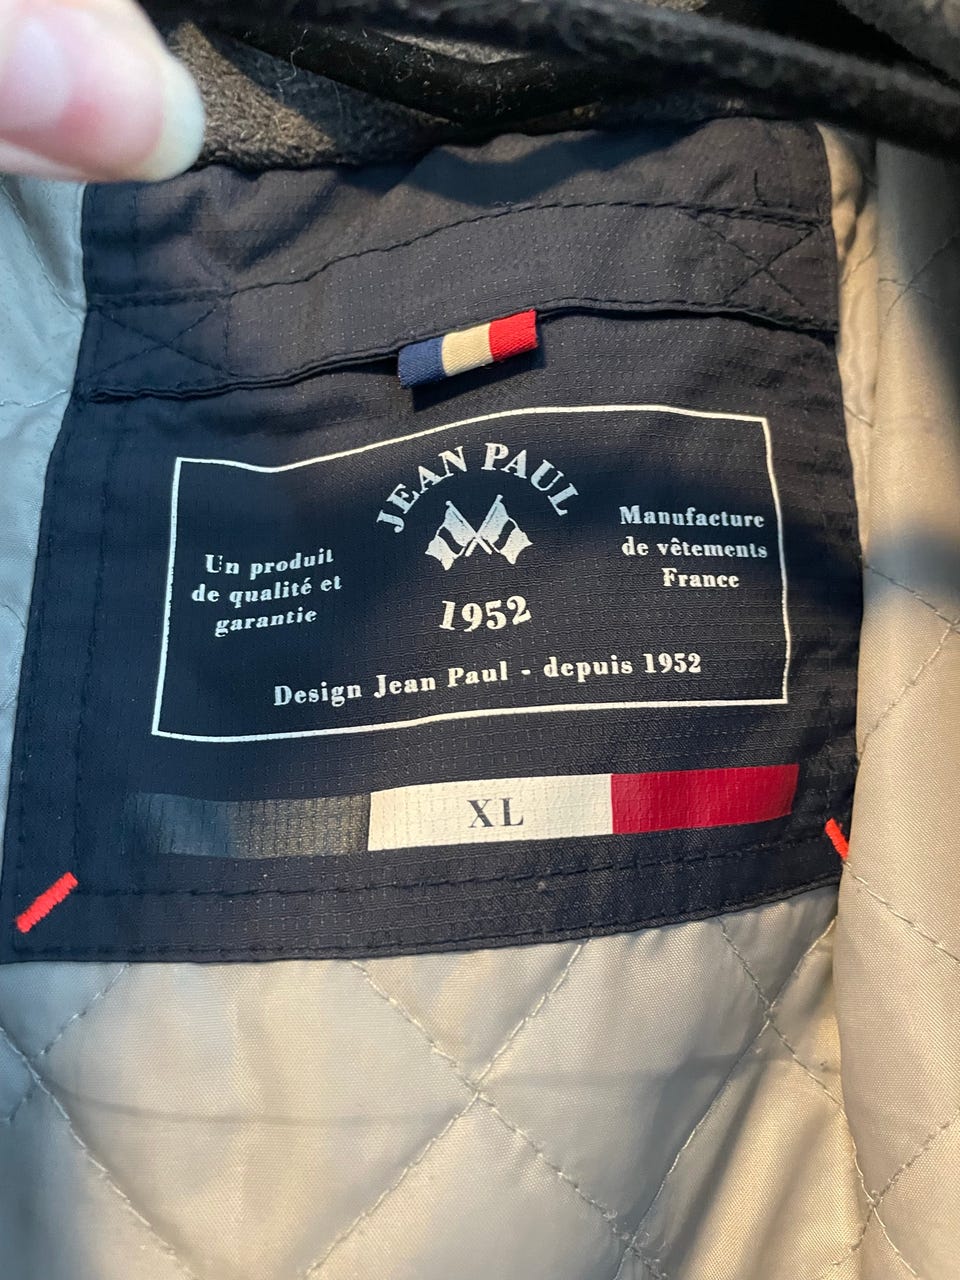 JEAN PAUL
1952
Un produit
de qualité et
garantie
Manufacture
de vêtements
France
Design Jean Paul - depuis 1952
XL